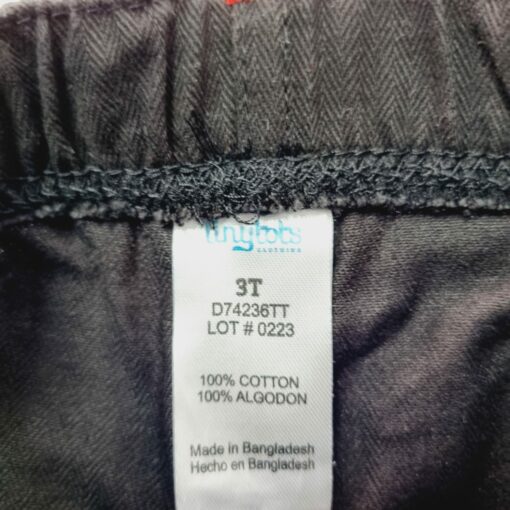 tinytots
CLOTHING
3T
D74236TT
LOT # 0223
100% COTTON
100% ALGODON
Made in Bangladesh
Hecho en Bangladesh